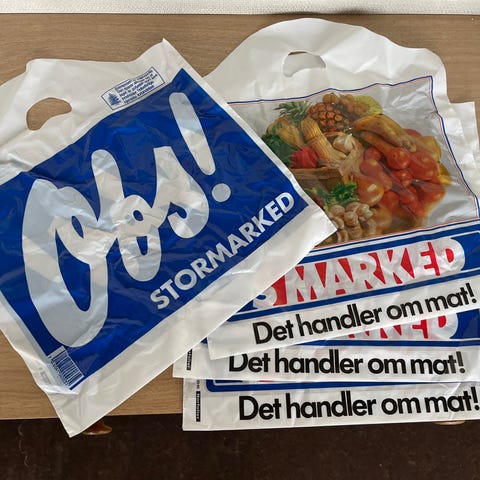 Obs!
STORMARKED
S MARKED
Det handler om mat!
Det handler om mat!
Det handler om mat!